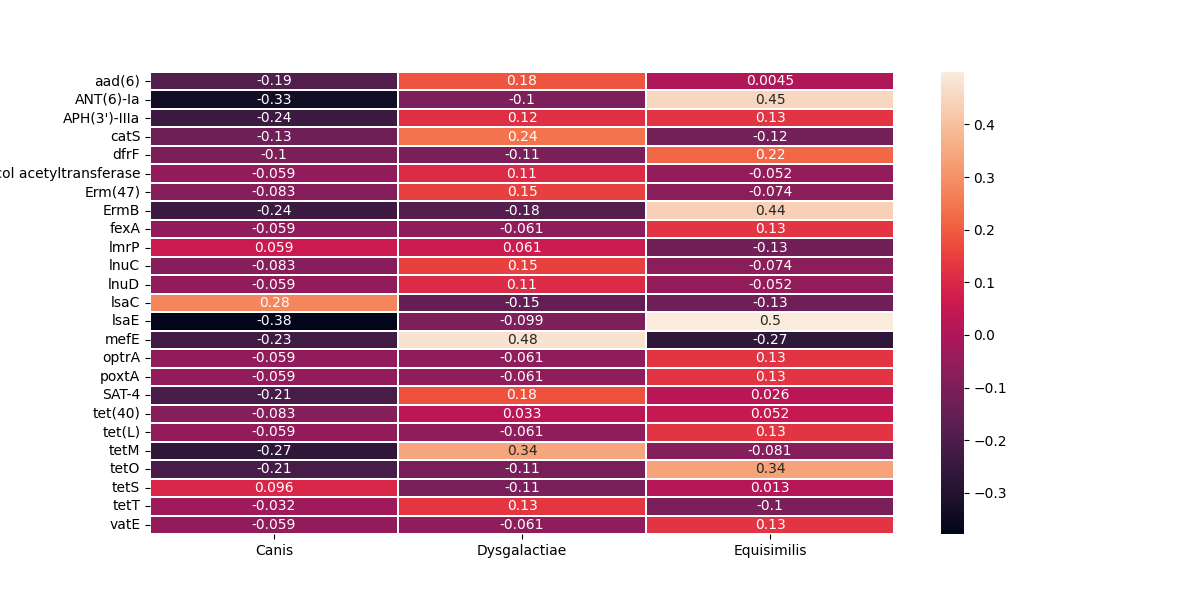 aad(6) -0.19 0.18 0.0045
ANT(6)-Ia -0.33 -0.1 0.45
APH(3')-IIIa -0.24 0.12 0.13
0.4
catS -0.13 0.24 -0.12
dfrF -0.1 -0.11 0.22
col acetyltransferase -0.059 0.11 -0.052
0.3
Erm(47) -0.083 0.15 -0.074
ErmB -0.24 -0.18 0.44
fexA -0.059 -0.061 0.13
0.2
lmrP 0.059 0.061 -0.13
lnuC -0.083 0.15 -0.074
lnuD -0.059 0.11 -0.052
0.1
lsaC 0.28 -0.15 -0.13
lsaE -0.38 -0.099 0.5
0.0
mefE -0.23 0.48 -0.27
optrA -0.059 -0.061 0.13
poxtA -0.059 -0.061 0.13
−0.1
SAT-4 -0.21 0.18 0.026
tet(40) -0.083 0.033 0.052
tet(L) -0.059 -0.061 0.13
−0.2
tetM -0.27 0.34 -0.081
tetO -0.21 -0.11 0.34
tetS 0.096 -0.11 0.013
−0.3
tetT -0.032 0.13 -0.1
vatE -0.059 -0.061 0.13
Canis Dysgalactiae Equisimilis